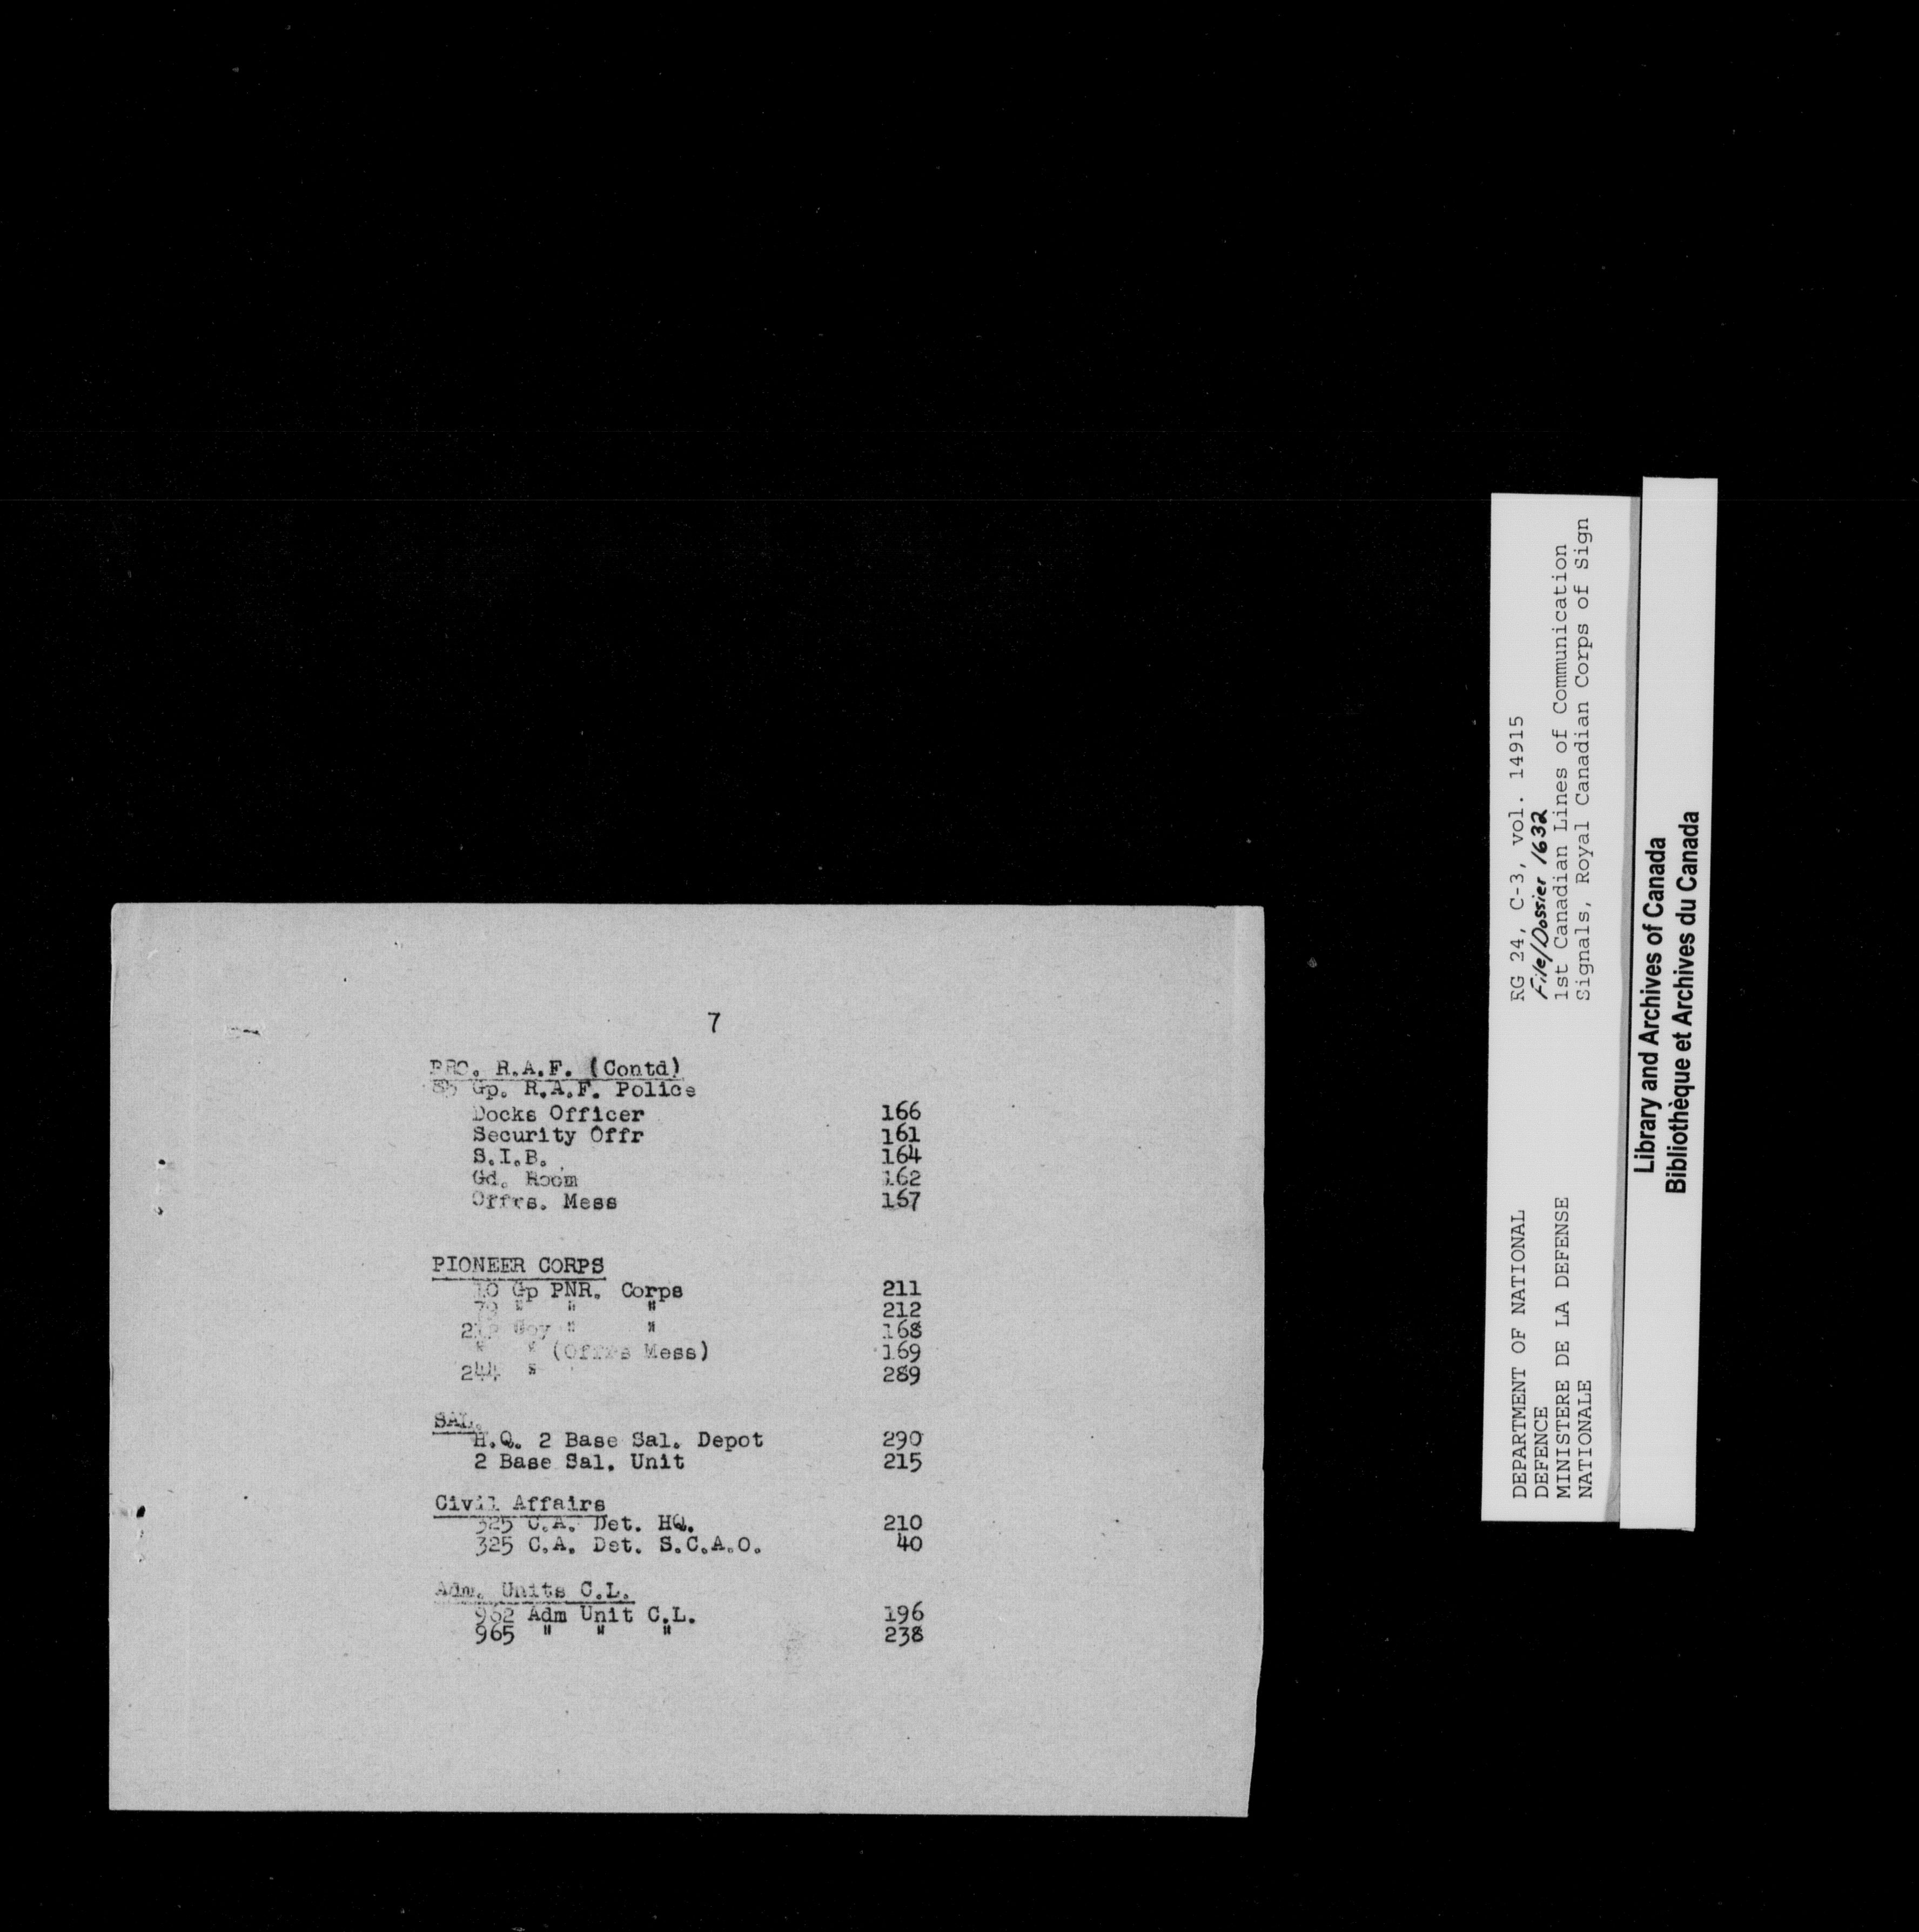 7
PRO. R.A.F. (Contd)
85 Gp. R.A.F. Police
Docks Officer 166
Security Offr 161
S.I.B. 164
Gd. Room 162
Offrs. Mess 167
PIONEER CORPS
10 Gp PNR. Corps 211
79 " " " 212
Coy " " 168
" " (Offrs Mess) 169
244 " 289
SAL.
H.Q. 2 Base Sal. Depot 290
2 Base Sal. Unit 215
Civil Affairs
325 C.A. Det. HQ. 210
325 C.A. Det. S.C.A.O. 40
Adm. Units C.L.
962 Adm Unit C.L. 196
965 " " " 238
DEPARTMENT OF NATIONAL
DEFENCE
MINISTERE DE LA DEFENSE
NATIONALE
RG 24, C-3, vol. 14915
File/Dossier 1632
1st Canadian Lines of Communication
Signals, Royal Canadian Corps of Sign
Library and Archives of Canada
Bibliothèque et Archives du Canada